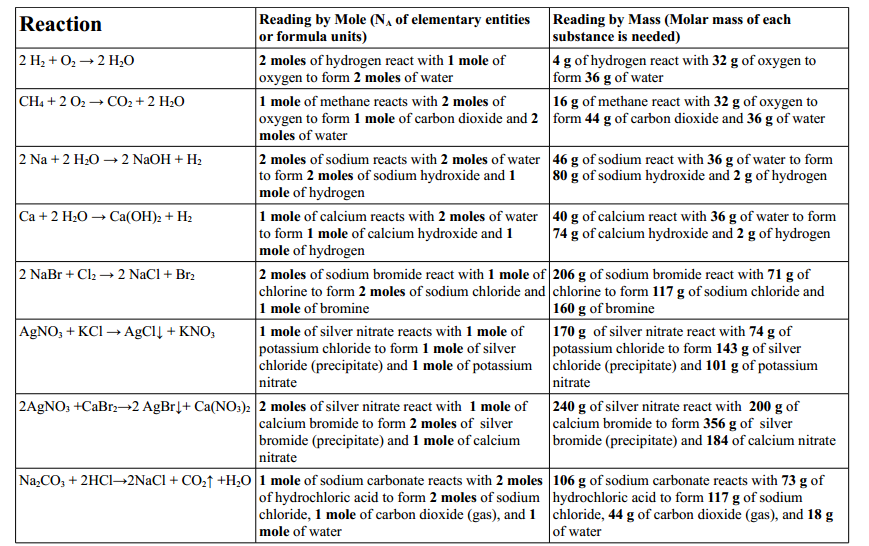 Reaction
Reading by Mole (Nₐ of elementary entities
or formula units)
Reading by Mass (Molar mass of each
substance is needed)
2 H₂ + O₂ → 2 H₂O
2 moles of hydrogen react with 1 mole of
oxygen to form 2 moles of water
4 g of hydrogen react with 32 g of oxygen to
form 36 g of water
CH₄ + 2 O₂ → CO₂ + 2 H₂O
1 mole of methane reacts with 2 moles of
oxygen to form 1 mole of carbon dioxide and 2
moles of water
16 g of methane react with 32 g of oxygen to
form 44 g of carbon dioxide and 36 g of water
2 Na + 2 H₂O → 2 NaOH + H₂
2 moles of sodium reacts with 2 moles of water
to form 2 moles of sodium hydroxide and 1
mole of hydrogen
46 g of sodium react with 36 g of water to form
80 g of sodium hydroxide and 2 g of hydrogen
Ca + 2 H₂O → Ca(OH)₂ + H₂
1 mole of calcium reacts with 2 moles of water
to form 1 mole of calcium hydroxide and 1
mole of hydrogen
40 g of calcium react with 36 g of water to form
74 g of calcium hydroxide and 2 g of hydrogen
2 NaBr + Cl₂ → 2 NaCl + Br₂
2 moles of sodium bromide react with 1 mole of
chlorine to form 2 moles of sodium chloride and
1 mole of bromine
206 g of sodium bromide react with 71 g of
chlorine to form 117 g of sodium chloride and
160 g of bromine
AgNO₃ + KCl → AgCl↓ + KNO₃
1 mole of silver nitrate reacts with 1 mole of
potassium chloride to form 1 mole of silver
chloride (precipitate) and 1 mole of potassium
nitrate
170 g of silver nitrate react with 74 g of
potassium chloride to form 143 g of silver
chloride (precipitate) and 101 g of potassium
nitrate
2AgNO₃ +CaBr₂→2 AgBr↓+ Ca(NO₃)₂
2 moles of silver nitrate react with 1 mole of
calcium bromide to form 2 moles of silver
bromide (precipitate) and 1 mole of calcium
nitrate
240 g of silver nitrate react with 200 g of
calcium bromide to form 356 g of silver
bromide (precipitate) and 184 of calcium nitrate
Na₂CO₃ + 2HCl→2NaCl + CO₂↑ +H₂O
1 mole of sodium carbonate reacts with 2 moles
of hydrochloric acid to form 2 moles of sodium
chloride, 1 mole of carbon dioxide (gas), and 1
mole of water
106 g of sodium carbonate reacts with 73 g of
hydrochloric acid to form 117 g of sodium
chloride, 44 g of carbon dioxide (gas), and 18 g
of water